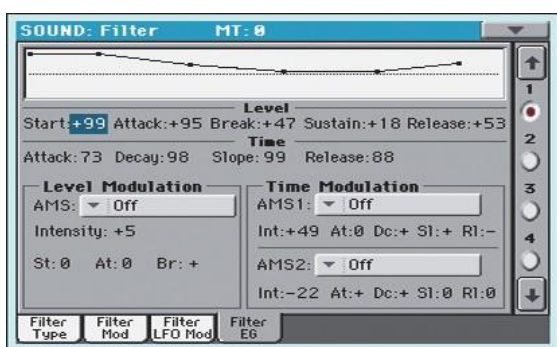 SOUND: Filter MT: 0
Level
Start:+99 Attack:+95 Break:+47 Sustain:+18 Release:+53
Time
Attack:73 Decay:98 Slope:99 Release:88
Level Modulation
AMS: Off
Intensity: +5
St:0 At:0 Br: +
Time Modulation
AMS1: Off
Int:+49 At:0 Dc:+ Sl:+ Rl:-
AMS2: Off
Int:-22 At:+ Dc:+ Sl:0 Rl:0
1
2
3
4
Filter Type
Filter Mod
Filter LFO Mod
Filter EG